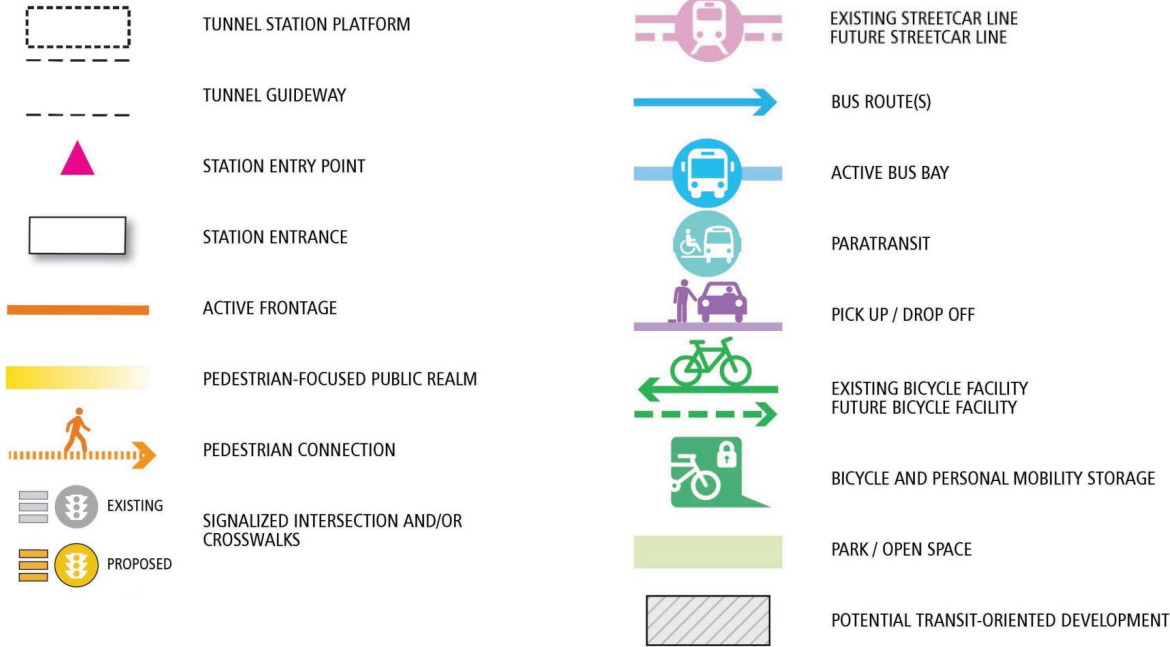 TUNNEL STATION PLATFORM
TUNNEL GUIDEWAY
STATION ENTRY POINT
STATION ENTRANCE
ACTIVE FRONTAGE
PEDESTRIAN-FOCUSED PUBLIC REALM
PEDESTRIAN CONNECTION
EXISTING
PROPOSED
SIGNALIZED INTERSECTION AND/OR
CROSSWALKS
EXISTING STREETCAR LINE
FUTURE STREETCAR LINE
BUS ROUTE(S)
ACTIVE BUS BAY
PARATRANSIT
PICK UP / DROP OFF
EXISTING BICYCLE FACILITY
FUTURE BICYCLE FACILITY
BICYCLE AND PERSONAL MOBILITY STORAGE
PARK / OPEN SPACE
POTENTIAL TRANSIT-ORIENTED DEVELOPMENT